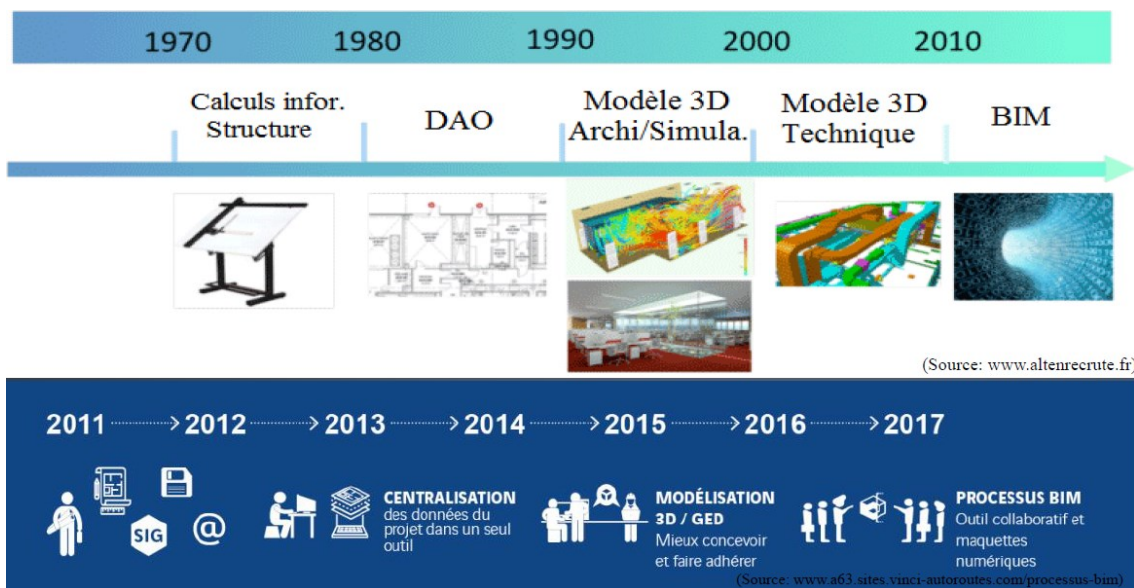 1970 1980 1990 2000 2010
Calculs infor.
Structure
DAO
Modèle 3D
Archi/Simula.
Modèle 3D
Technique
BIM
(Source: www.altenrecrute.fr)
2011 2012 2013 2014 2015 2016 2017
SIG
@
CENTRALISATION
des données du
projet dans un seul
outil
MODÉLISATION
3D / GED
Mieux concevoir
et faire adhérer
PROCESSUS BIM
Outil collaboratif et
maquettes
numériques
(Source: www.a63.sites.vinci-autoroutes.com/processus-bim)